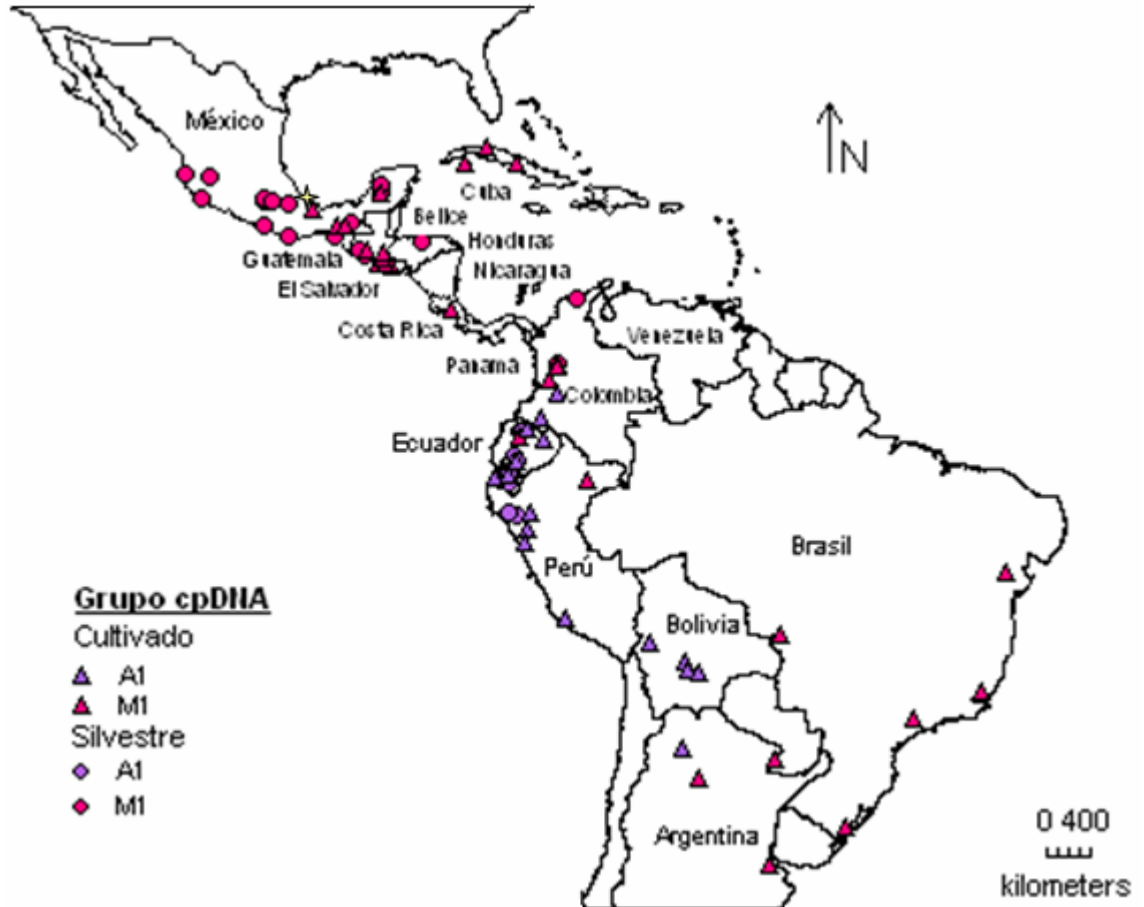 México
N
Cuba
Belice
Honduras
Guatemala
Nicaragua
El Salvador
Costa Rica
Venezuela
Panamá
Colombia
Ecuador
Brasil
Perú
Bolivia
Argentina
Grupo cpDNA
Cultivado
A1
M1
Silvestre
A1
M1
0 400
kilometers